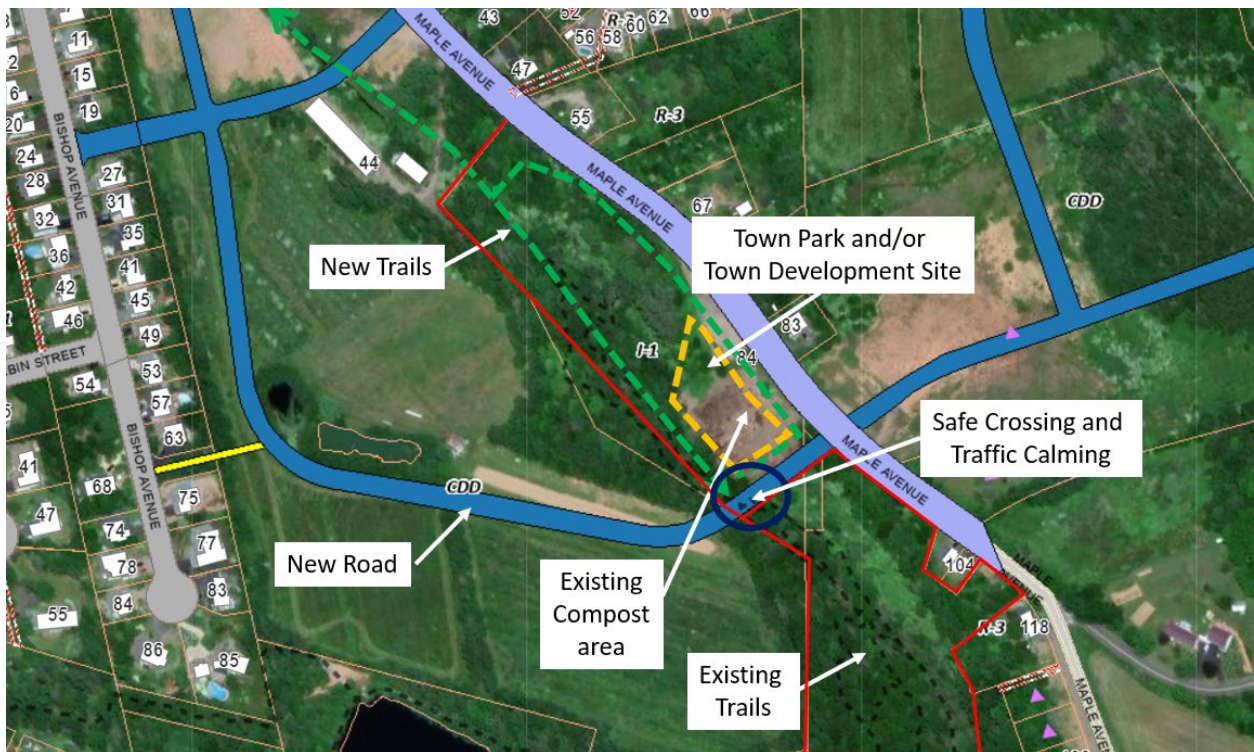 43
52
R-3
60
62
66
56
58
47
55
R-3
MAPLE AVENUE
11
15
19
20
24
28
32
36
42
46
27
31
35
41
45
49
53
57
63
BISHOP AVENUE
44
MAPLE AVENUE
67
CDD
New Trails
Town Park and/or
Town Development Site
83
84
I-1
54
41
47
68
75
74
77
78
83
84
55
86
85
BISHOP AVENUE
CDD
New Road
MAPLE AVENUE
Safe Crossing and
Traffic Calming
Existing
Compost
area
Existing
Trails
104
MAPLE
AVENUE
R-3
118
MAPLE AVENUE